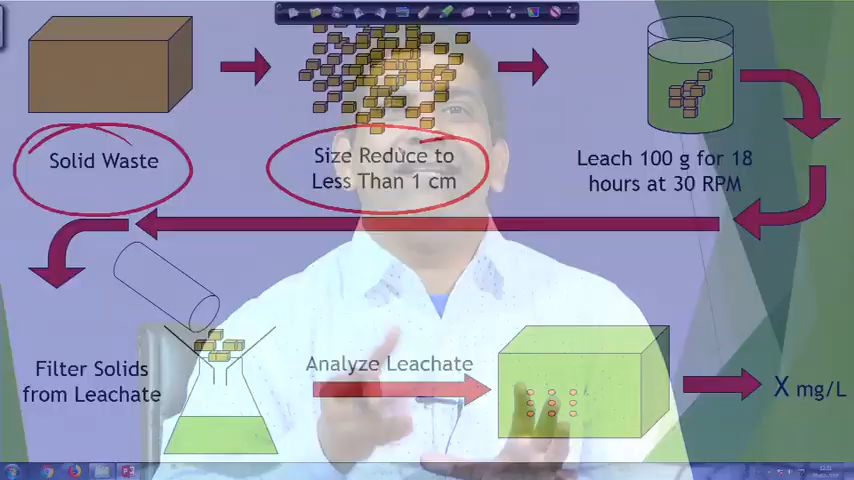 Solid Waste
Size Reduce to
Less Than 1 cm
Leach 100 g for 18
hours at 30 RPM
Filter Solids
from Leachate
Analyze Leachate
X mg/L